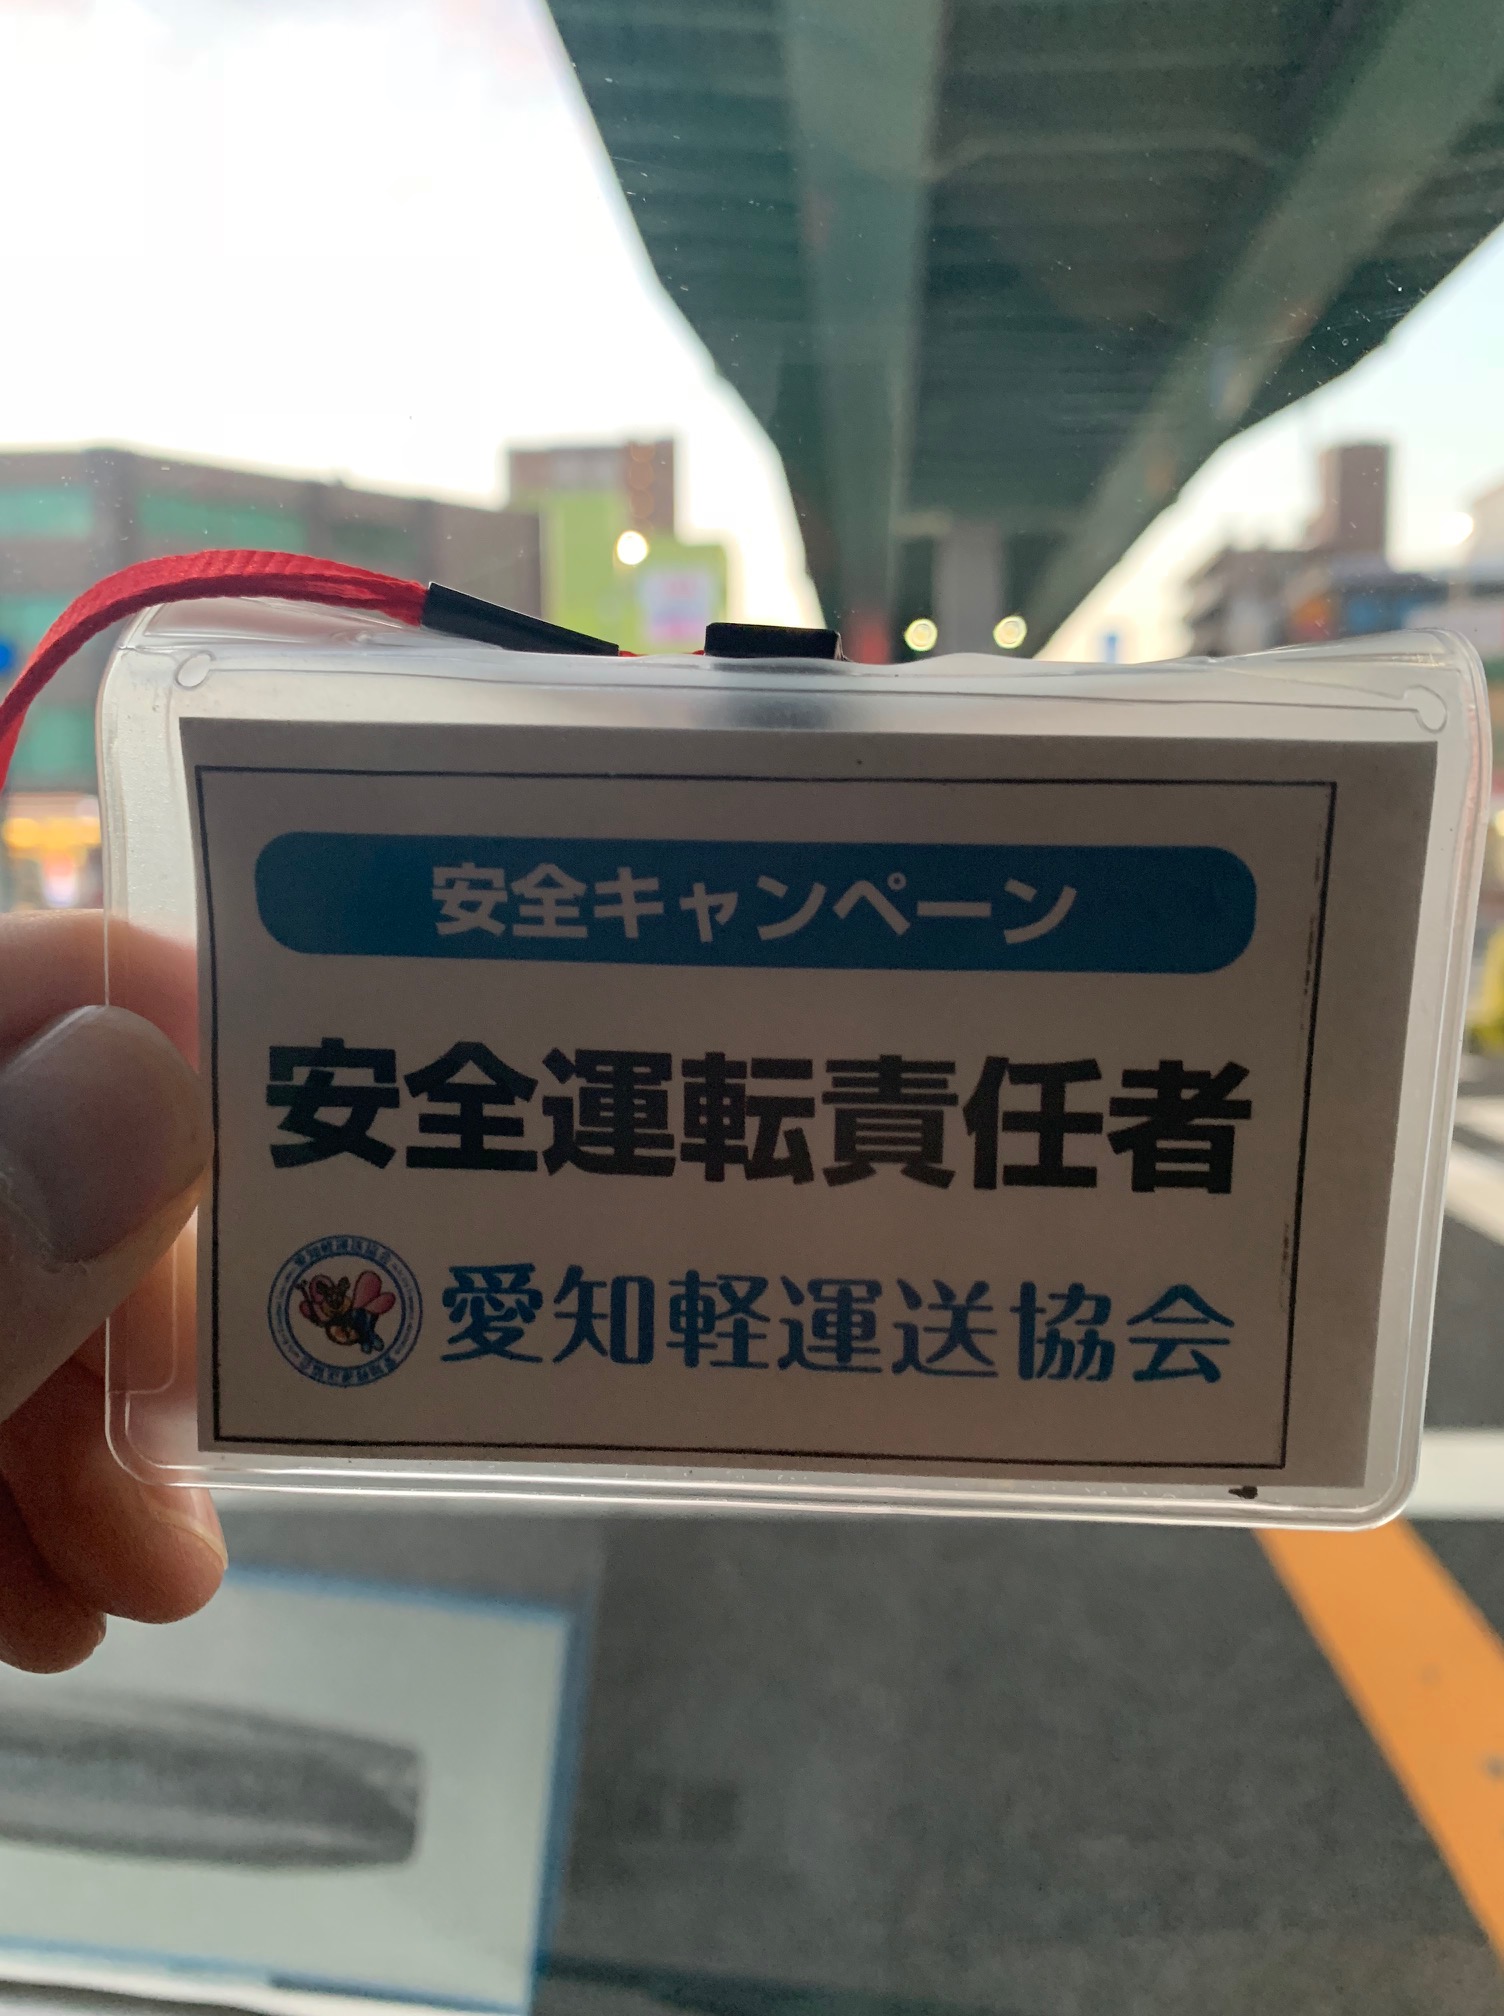 安全キャンペーン
安全運転責任者
愛知軽運送協会